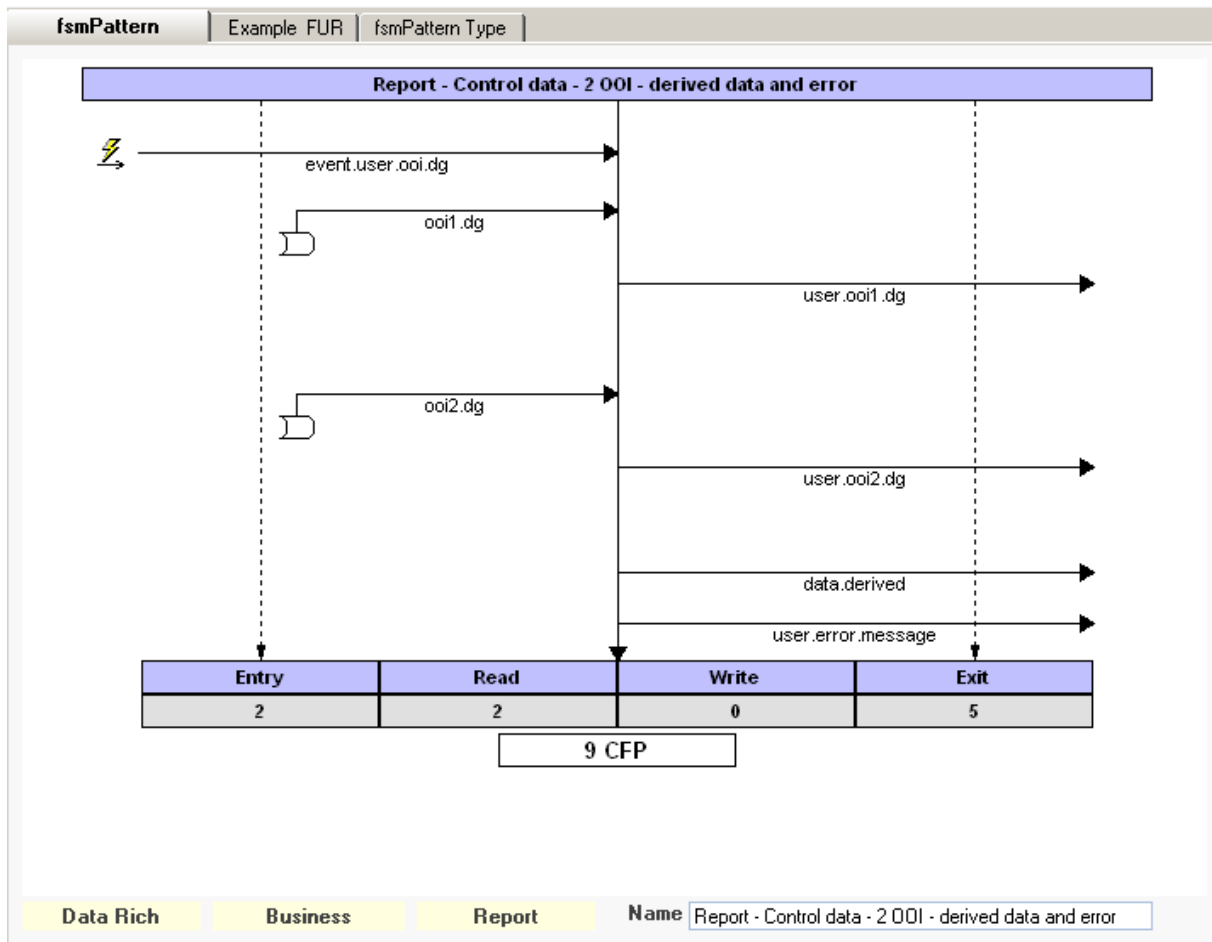 fsmPattern Example FUR fsmPattern Type
Report - Control data - 2 OOI - derived data and error
event.user.ooi.dg
ooi1.dg
user.ooi1.dg
ooi2.dg
user.ooi2.dg
data.derived
user.error.message
Entry Read Write Exit
2 2 0 5
9 CFP
Data Rich Business Report Name Report - Control data - 2 OOI - derived data and error